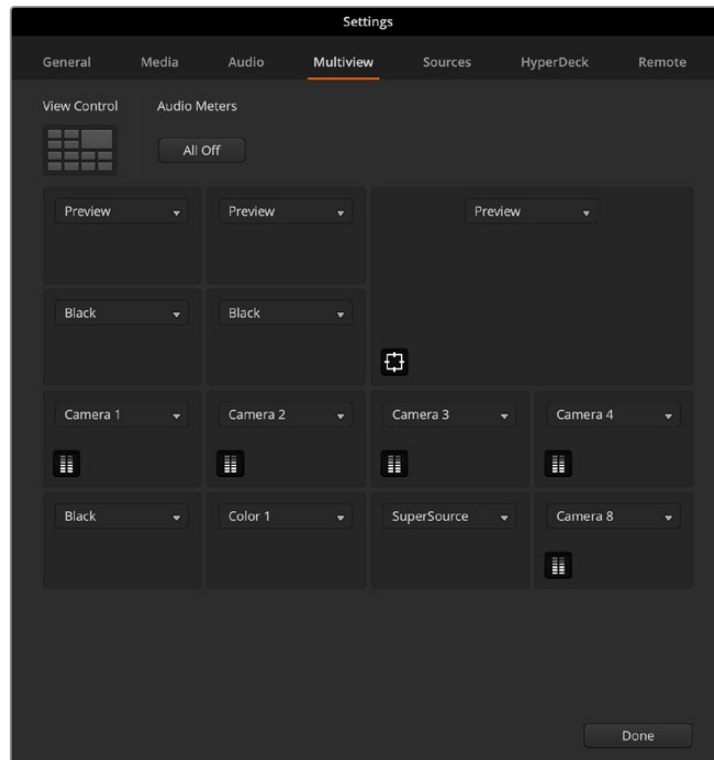 Settings
General Media Audio Multiview Sources HyperDeck Remote
View Control Audio Meters
All Off
Preview Preview Preview
Black Black
Camera 1 Camera 2 Camera 3 Camera 4
Black Color 1 SuperSource Camera 8
Done